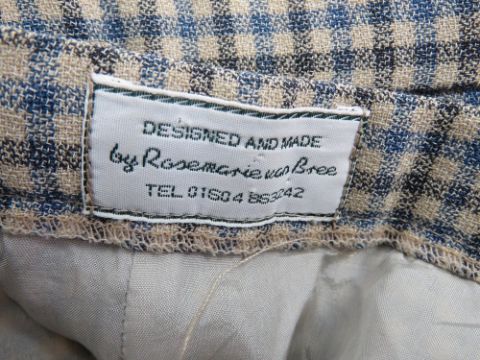 DESIGNED AND MADE
by Rosemarie van Bree
TEL 01604 863242